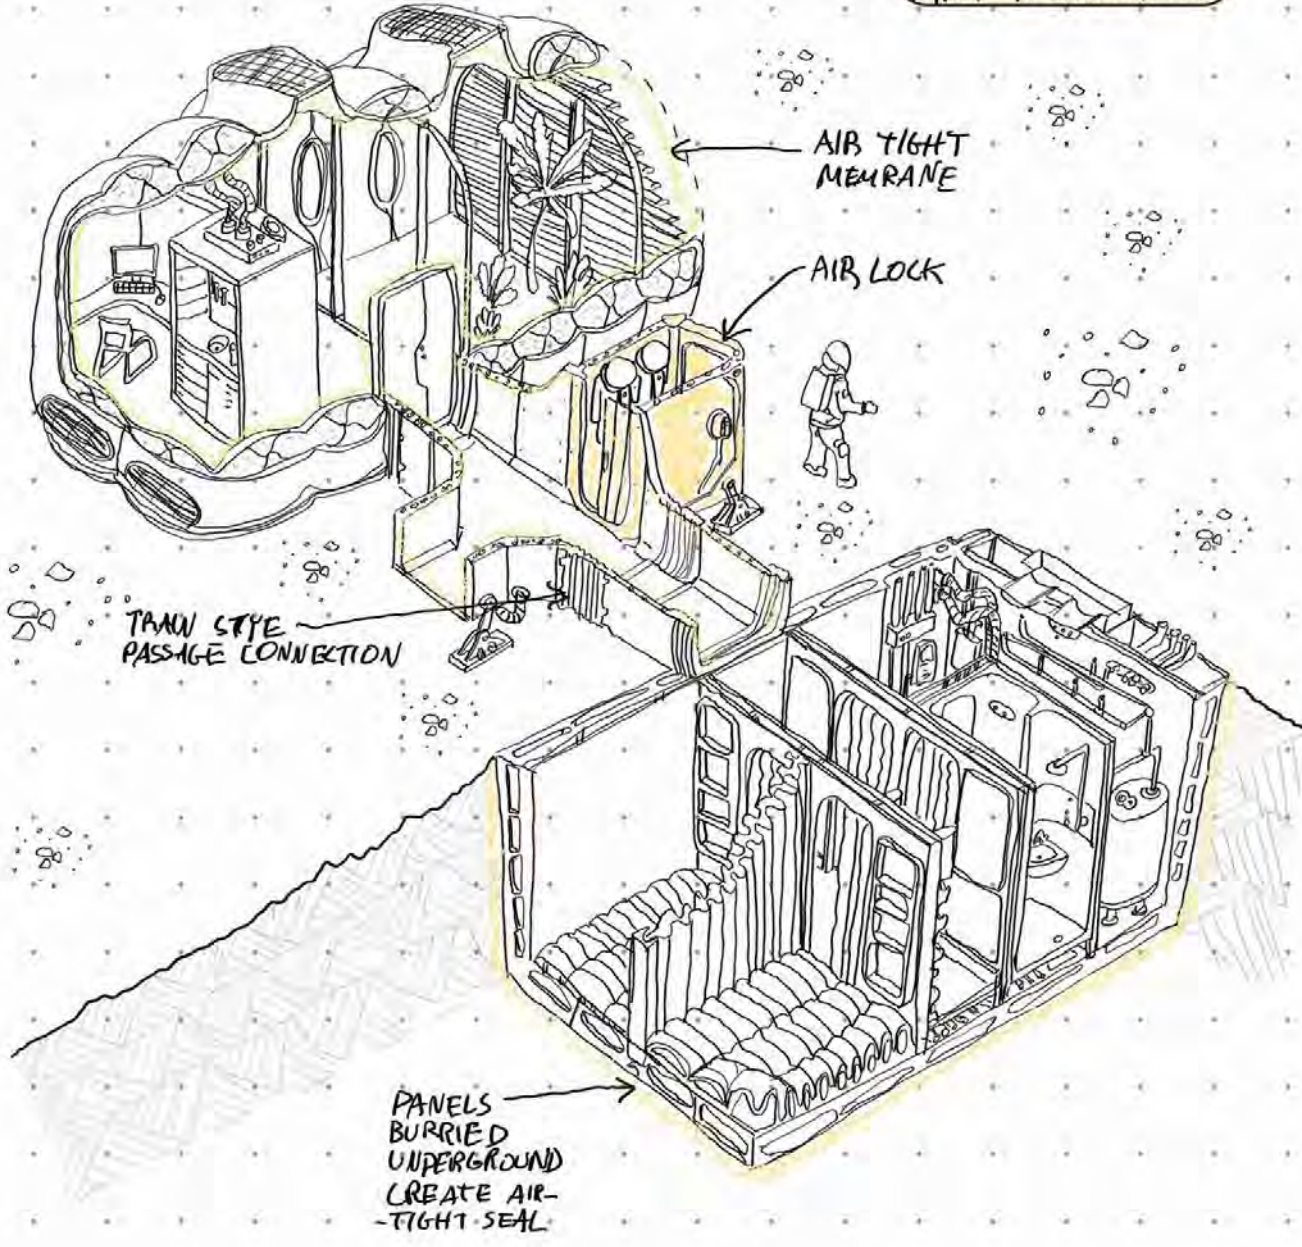 AIR TIGHT
MEMRANE
AIR LOCK
TRAIN STYE
PASSAGE CONNECTION
PANELS
BURRIED
UNDERGROUND
CREATE AIR-
-TIGHT SEAL